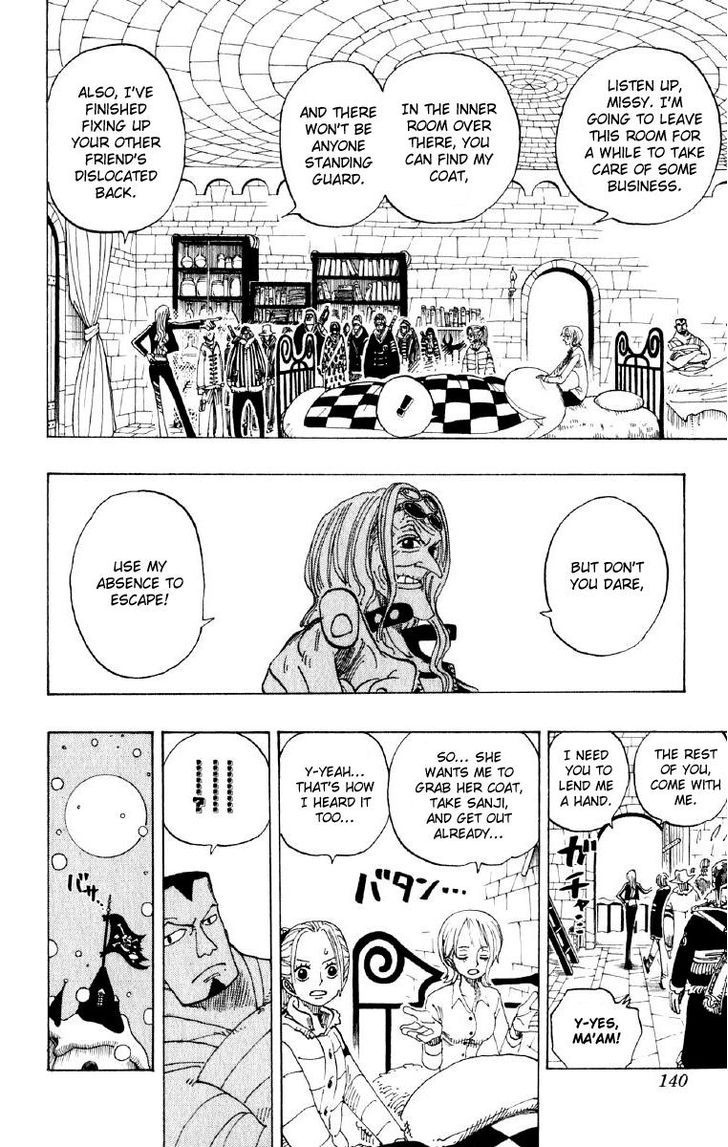 LISTEN UP,
MISSY. I'M
GOING TO LEAVE
THIS ROOM FOR
A WHILE TO TAKE
CARE OF SOME
BUSINESS.
IN THE INNER
ROOM OVER
THERE, YOU
CAN FIND MY
COAT,
AND THERE
WON'T BE
ANYONE
STANDING
GUARD.
ALSO, I'VE
FINISHED
FIXING UP
YOUR OTHER
FRIEND'S
DISLOCATED
BACK.
!
BUT DON'T
YOU DARE,
USE MY
ABSENCE TO
ESCAPE!
THE REST
OF YOU,
COME WITH
ME.
I NEED
YOU TO
LEND ME
A HAND.
ガチャン…
Y-YES,
MA'AM!
SO... SHE
WANTS ME TO
GRAB HER COAT,
TAKE SANJI,
AND GET OUT
ALREADY...
Y-YEAH...
THAT'S HOW
I HEARD IT
TOO...
バタン…
!!!!?
バサ…
140